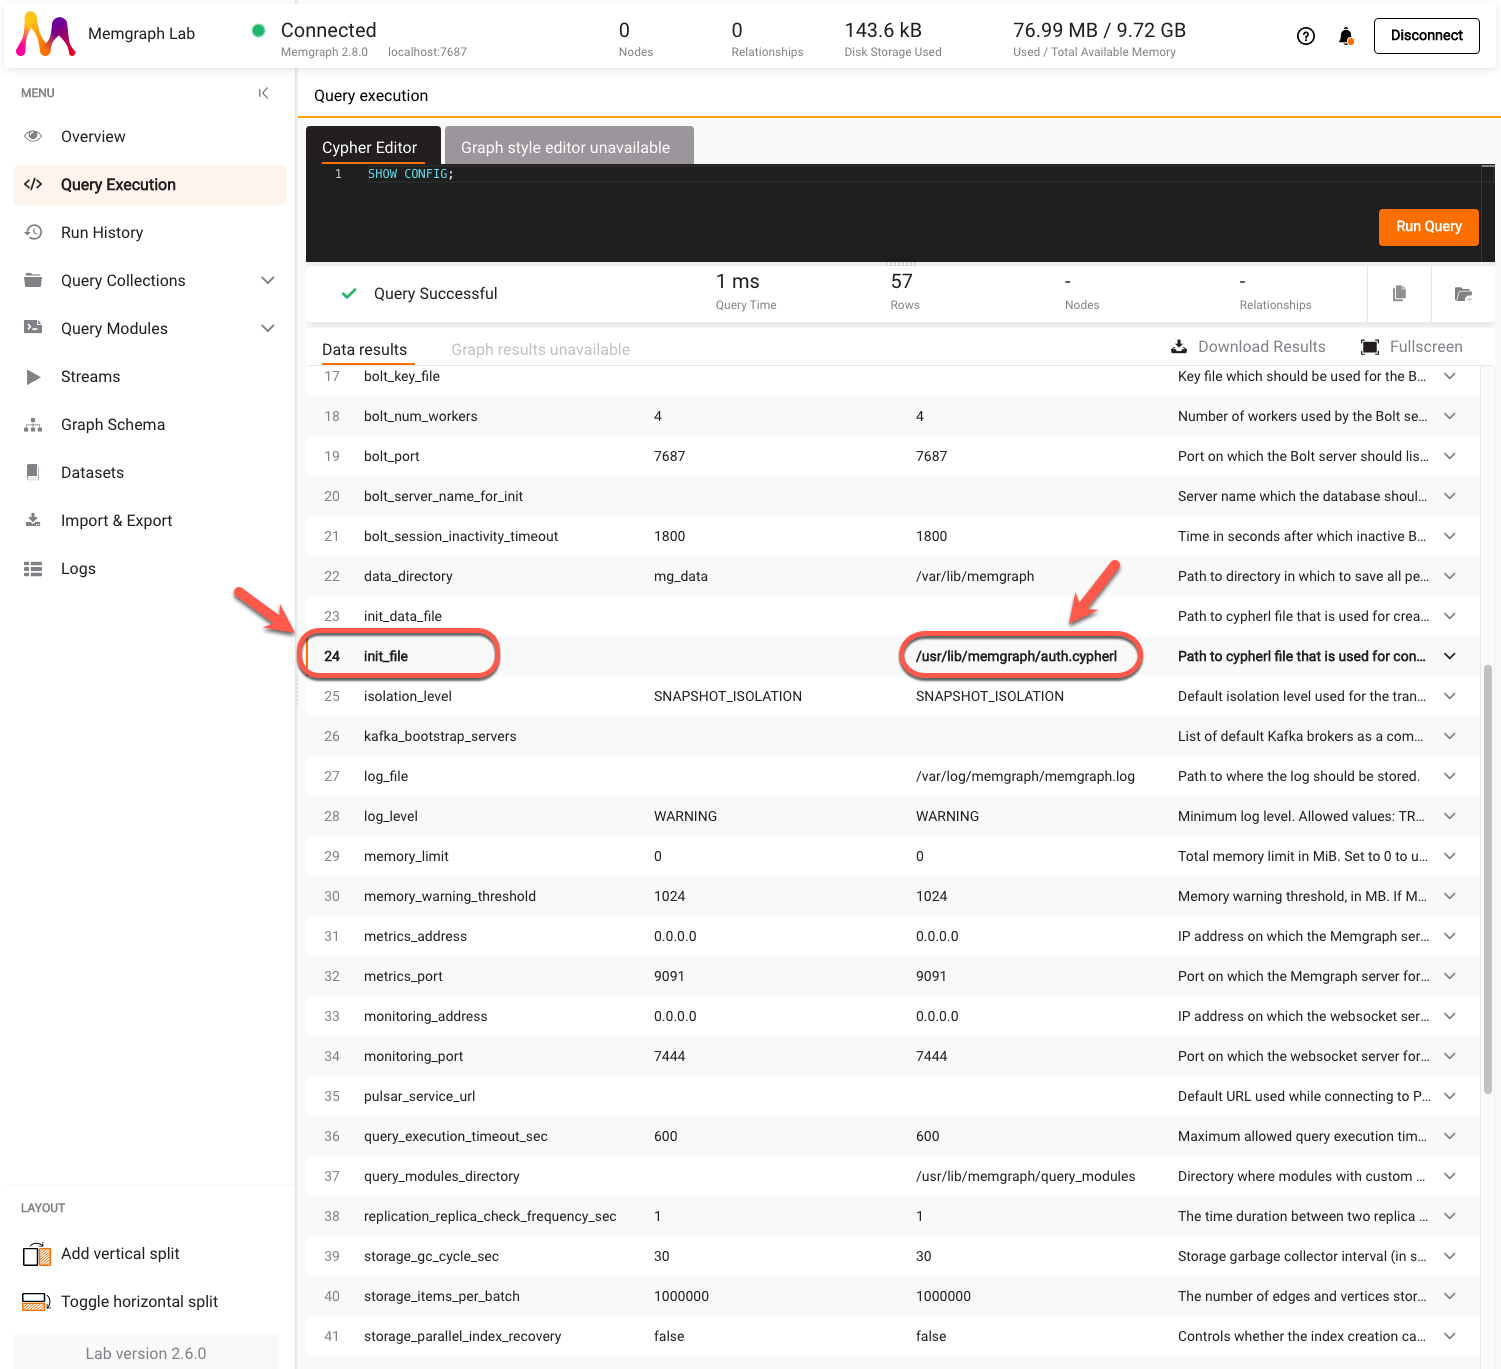 Memgraph Lab
Connected
Memgraph 2.8.0 localhost:7687
0
Nodes
0
Relationships
143.6 kB
Disk Storage Used
76.99 MB / 9.72 GB
Used / Total Available Memory
Disconnect
MENU
Overview
Query Execution
Run History
Query Collections
Query Modules
Streams
Graph Schema
Datasets
Import & Export
Logs
LAYOUT
Add vertical split
Toggle horizontal split
Lab version 2.6.0
Query execution
Cypher Editor Graph style editor unavailable
1 SHOW CONFIG;
Run Query
Query Successful
1 ms
Query Time
57
Rows
-
Nodes
-
Relationships
Data results Graph results unavailable Download Results Fullscreen
17 bolt_key_file Key file which should be used for the B...
18 bolt_num_workers 4 4 Number of workers used by the Bolt se...
19 bolt_port 7687 7687 Port on which the Bolt server should lis...
20 bolt_server_name_for_init Server name which the database shoul...
21 bolt_session_inactivity_timeout 1800 1800 Time in seconds after which inactive B...
22 data_directory mg_data /var/lib/memgraph Path to directory in which to save all pe...
23 init_data_file Path to cypherl file that is used for crea...
24 init_file /usr/lib/memgraph/auth.cypherl Path to cypherl file that is used for con...
25 isolation_level SNAPSHOT_ISOLATION SNAPSHOT_ISOLATION Default isolation level used for the tran...
26 kafka_bootstrap_servers List of default Kafka brokers as a com...
27 log_file /var/log/memgraph/memgraph.log Path to where the log should be stored.
28 log_level WARNING WARNING Minimum log level. Allowed values: TR...
29 memory_limit 0 0 Total memory limit in MiB. Set to 0 to u...
30 memory_warning_threshold 1024 1024 Memory warning threshold, in MB. If M...
31 metrics_address 0.0.0.0 0.0.0.0 IP address on which the Memgraph ser...
32 metrics_port 9091 9091 Port on which the Memgraph server for...
33 monitoring_address 0.0.0.0 0.0.0.0 IP address on which the websocket ser...
34 monitoring_port 7444 7444 Port on which the websocket server for...
35 pulsar_service_url Default URL used while connecting to P...
36 query_execution_timeout_sec 600 600 Maximum allowed query execution tim...
37 query_modules_directory /usr/lib/memgraph/query_modules Directory where modules with custom ...
38 replication_replica_check_frequency_sec 1 1 The time duration between two replica ...
39 storage_gc_cycle_sec 30 30 Storage garbage collector interval (in s...
40 storage_items_per_batch 1000000 1000000 The number of edges and vertices stor...
41 storage_parallel_index_recovery false false Controls whether the index creation ca...